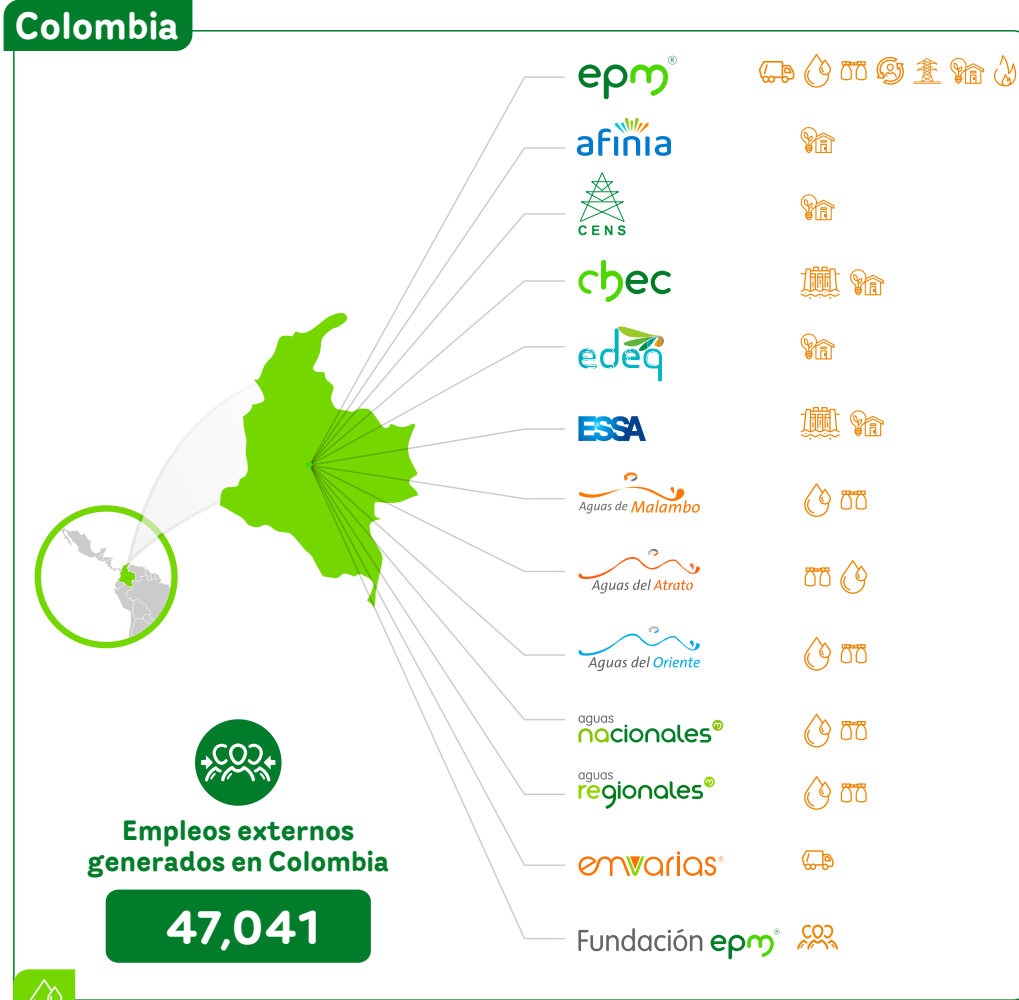 Colombia
epm®
afinia
CENS
chec
edeq
ESSA
Aguas de Malambo
Aguas del Atrato
Aguas del Oriente
aguas
nacionales
aguas
regionales
emvarias®
Fundación epm®
Empleos externos
generados en Colombia
47,041